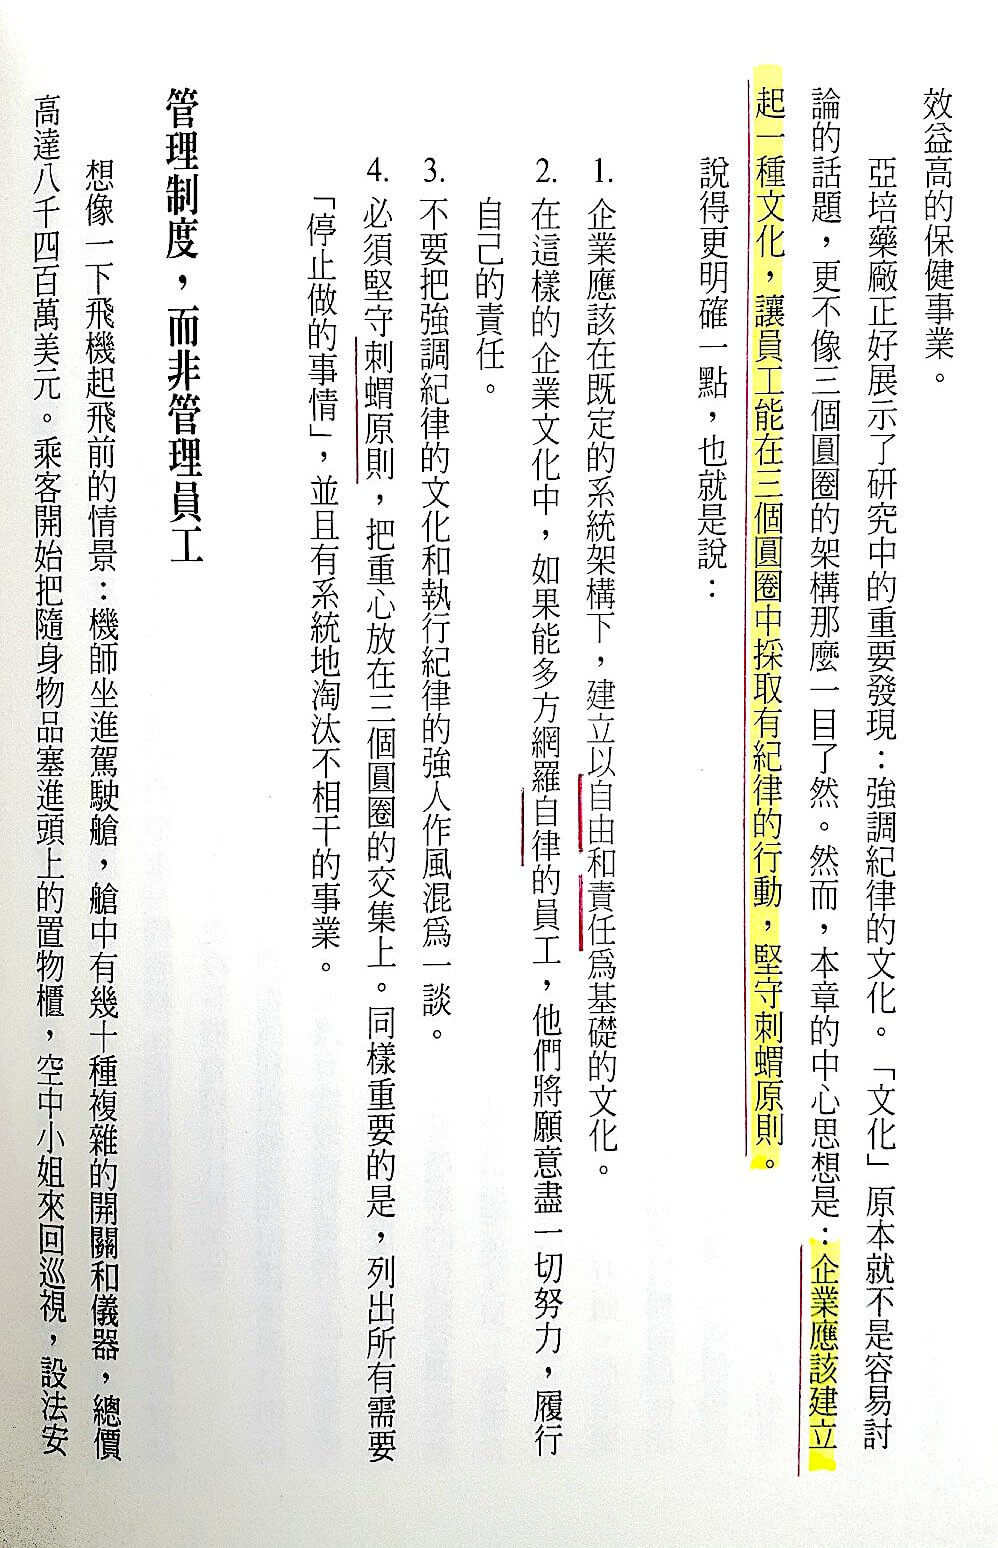 效益高的保健事業。
亞培藥廠正好展示了研究中的重要發現：強調紀律的文化。「文化」原本就不是容易討
論的話題，更不像三個圓圈的架構那麼一目了然。然而，本章的中心思想是：企業應該建立
起一種文化，讓員工能在三個圓圈中採取有紀律的行動，堅守刺蝟原則。
說得更明確一點，也就是說：
1. 企業應該在既定的系統架構下，建立以自由和責任為基礎的文化。
2. 在這樣的企業文化中，如果能多方網羅自律的員工，他們將願意盡一切努力，履行
自己的責任。
3. 不要把強調紀律的文化和執行紀律的強人作風混為一談。
4. 必須堅守刺蝟原則，把重心放在三個圓圈的交集上。同樣重要的是，列出所有需要
「停止做的事情」，並且有系統地淘汰不相干的事業。
管理制度，而非管理員工
想像一下飛機起飛前的情景：機師坐進駕駛艙，艙中有幾十種複雜的開關和儀器，總價
高達八千四百萬美元。乘客開始把隨身物品塞進頭上的置物櫃，空中小姐來回巡視，設法安